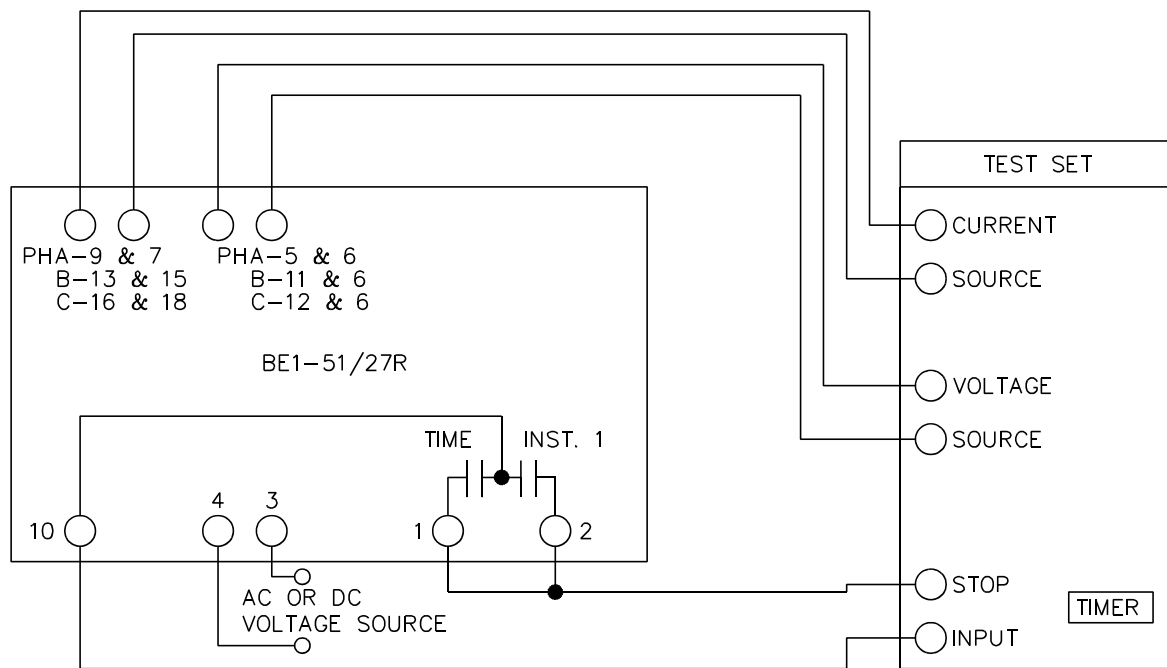 TEST SET
CURRENT
SOURCE
PHA-9 & 7
B-13 & 15
C-16 & 18
PHA-5 & 6
B-11 & 6
C-12 & 6
BE1-51/27R
VOLTAGE
SOURCE
TIME
INST. 1
10
4
3
1
2
AC OR DC
VOLTAGE SOURCE
STOP
TIMER
INPUT